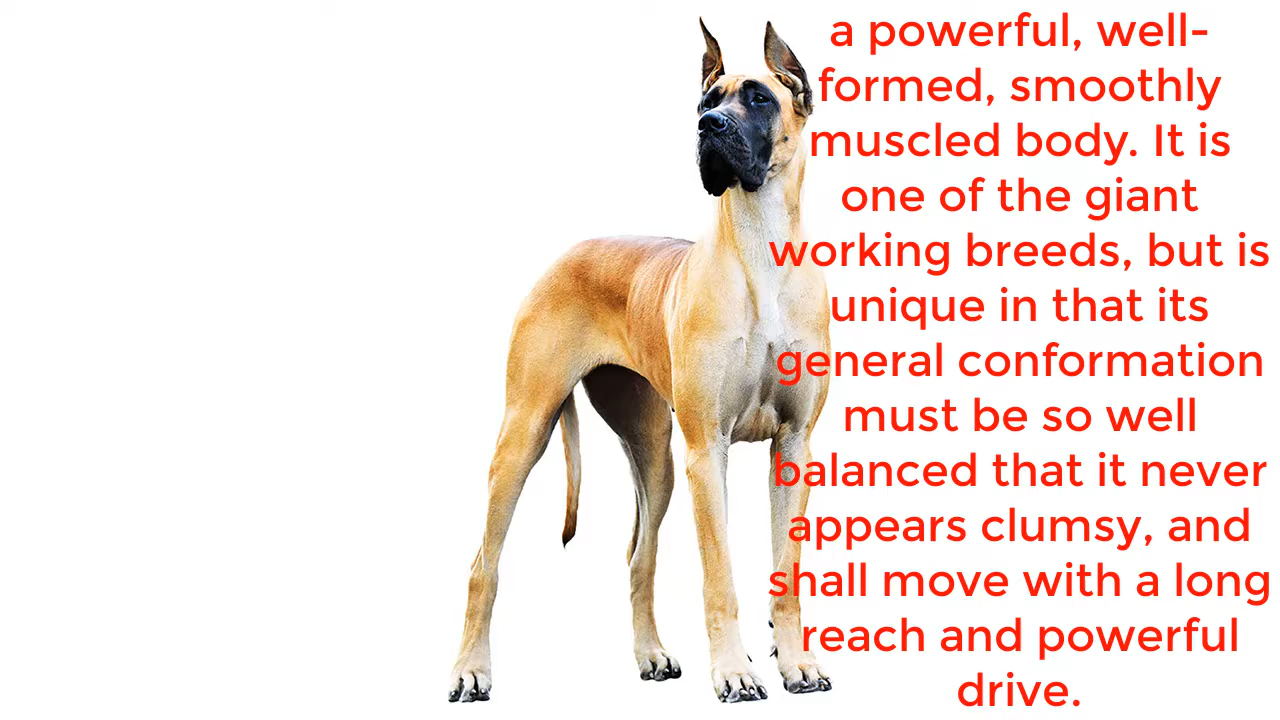 a powerful, well-
formed, smoothly
muscled body. It is
one of the giant
working breeds, but is
unique in that its
general conformation
must be so well
balanced that it never
appears clumsy, and
shall move with a long
reach and powerful
drive.